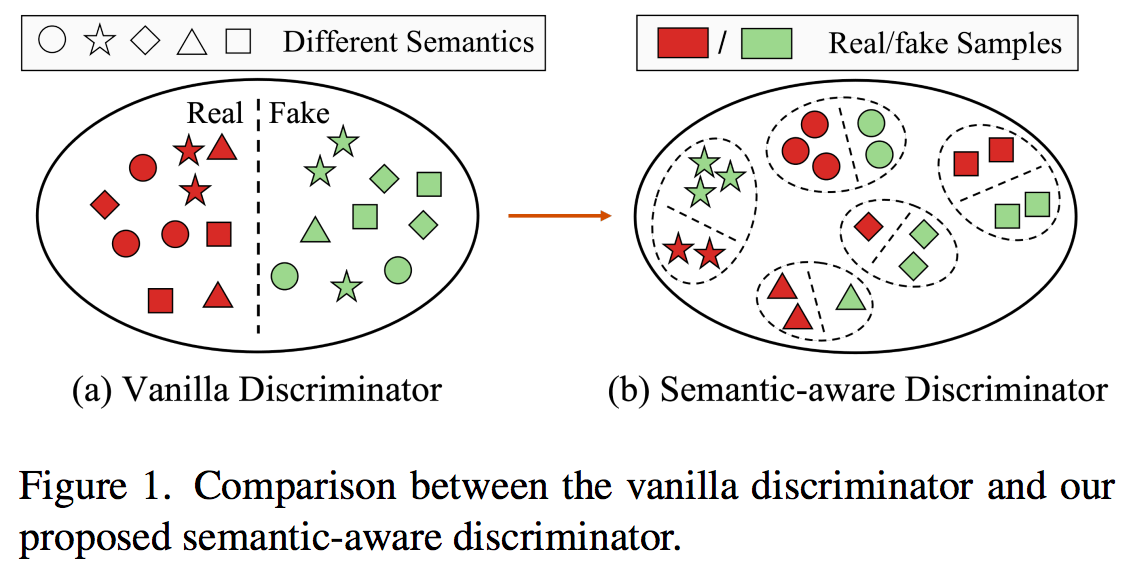 Different Semantics
/ Real/fake Samples
Real Fake
(a) Vanilla Discriminator
(b) Semantic-aware Discriminator
Figure 1. Comparison between the vanilla discriminator and our
proposed semantic-aware discriminator.